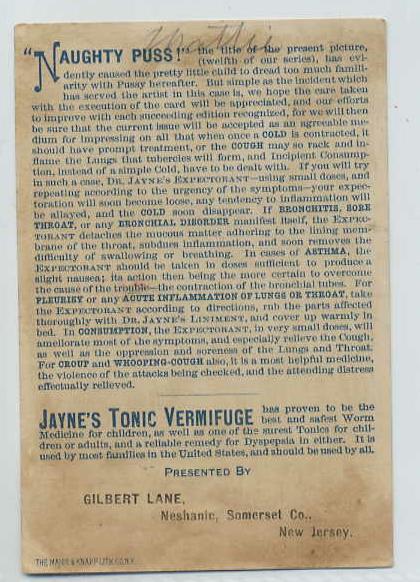 Mattie
"NAUGHTY PUSS!" the title of the present picture,
(twelfth of our series), has evi-
dently caused the pretty little child to dread too much famili-
arity with Pussy hereafter. But simple as the incident which
has served the artist in this case is, we hope the care taken
with the execution of the card will be appreciated, and our efforts
to improve with each succeeding edition recognized, for we will then
be sure that the current issue will be accepted as an agreeable me-
dium for impressing on all that when once a COLD is contracted, it
should have prompt treatment, or the COUGH may so rack and in-
flame the Lungs that tubercles will form, and Incipient Consump-
tion, instead of a simple Cold, have to be dealt with. If you will try
in such a case, DR. JAYNE'S EXPECTORANT—using small doses, and
repeating according to the urgency of the symptoms—your expec-
toration will soon become loose, any tendency to inflammation will
be allayed, and the COLD soon disappear. If BRONCHITIS, SORE
THROAT, or any BRONCHIAL DISORDER manifest itself, the EXPEC-
TORANT detaches the mucous matter adhering to the lining mem-
brane of the throat, subdues inflammation, and soon removes the
difficulty of swallowing or breathing. In cases of ASTHMA, the
EXPECTORANT should be taken in doses sufficient to produce a
slight nausea; its action then being the more certain to overcome
the cause of the trouble—the contraction of the bronchial tubes. For
PLEURISY or any ACUTE INFLAMMATION OF LUNGS OR THROAT, take
the EXPECTORANT according to directions, rub the parts affected
thoroughly with DR. JAYNE'S LINIMENT, and cover up warmly in
bed. In CONSUMPTION, the EXPECTORANT, in very small doses, will
ameliorate most of the symptoms, and especially relieve the Cough,
as well as the oppression and soreness of the Lungs and Throat.
For CROUP and WHOOPING-COUGH also, it is a most helpful medicine,
the violence of the attacks being checked, and the attending distress
effectually relieved.
JAYNE'S TONIC VERMIFUGE has proven to be the
best and safest Worm
Medicine for children, as well as one of the surest Tonics for chil-
dren or adults, and a reliable remedy for Dyspepsia in either. It is
used by most families in the United States, and should be used by all.
PRESENTED BY
GILBERT LANE,
Neshanic, Somerset Co.,
New Jersey.
THE MAJOR & KNAPP LITH. CO. N.Y.